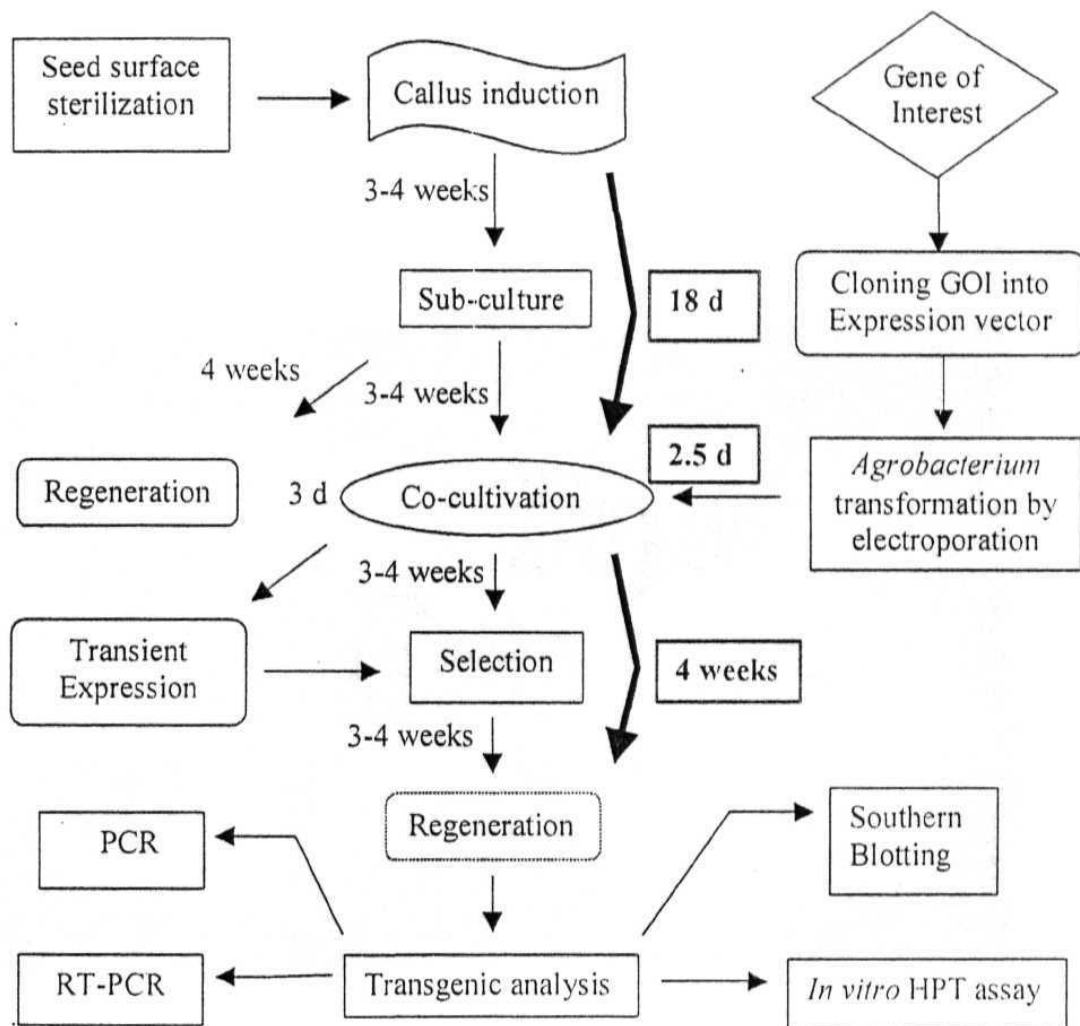 Seed surface
sterilization
Callus induction
Gene of
Interest
3-4 weeks
Sub-culture
18 d
Cloning GOI into
Expression vector
4 weeks
3-4 weeks
2.5 d
Regeneration
3 d
Co-cultivation
Agrobacterium
transformation by
electroporation
3-4 weeks
Transient
Expression
Selection
4 weeks
3-4 weeks
Regeneration
PCR
Southern
Blotting
RT-PCR
Transgenic analysis
In vitro HPT assay